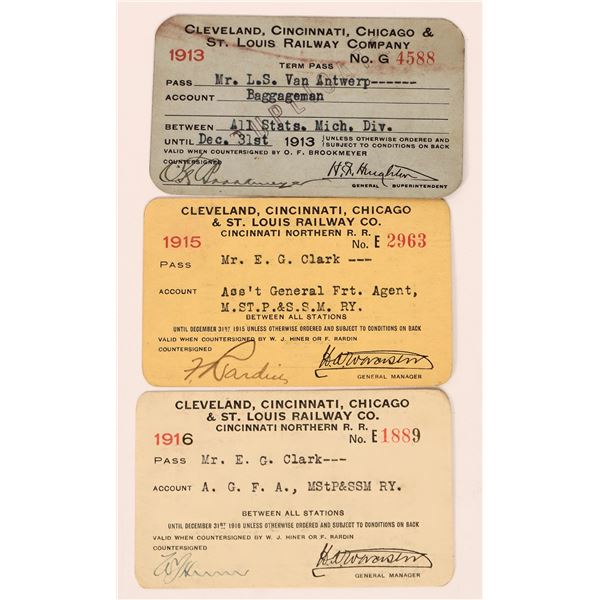 CLEVELAND, CINCINNATI, CHICAGO &
ST. LOUIS RAILWAY COMPANY
1913 No. G 4588
TERM PASS
PASS Mr. L.S. Van Antwerp------
ACCOUNT Baggageman
BETWEEN All Stats. Mich. Div.
UNTIL Dec. 31st 1913 UNLESS OTHERWISE ORDERED AND
SUBJECT TO CONDITIONS ON BACK
VALID WHEN COUNTERSIGNED BY O. F. BROOKMEYER
COUNTERSIGNED
O F Brookmeyer
GENERAL SUPERINTENDENT
CLEVELAND, CINCINNATI, CHICAGO
& ST. LOUIS RAILWAY CO.
CINCINNATI NORTHERN R. R.
1915 No. E 2963
PASS Mr. E. G. Clark ---
ACCOUNT Ass't General Frt. Agent,
M.ST.P.&S.S.M. RY.
BETWEEN ALL STATIONS
UNTIL DECEMBER 31ST 1915 UNLESS OTHERWISE ORDERED AND SUBJECT TO CONDITIONS ON BACK
VALID WHEN COUNTERSIGNED BY W. J. HINER OR F. RARDIN
COUNTERSIGNED
F Rardin
GENERAL MANAGER
CLEVELAND, CINCINNATI, CHICAGO
& ST. LOUIS RAILWAY CO.
CINCINNATI NORTHERN R. R.
1916 No. E 1889
PASS Mr. E. G. Clark---
ACCOUNT A. G. F. A., MStP&SSM RY.
BETWEEN ALL STATIONS
UNTIL DECEMBER 31ST 1916 UNLESS OTHERWISE ORDERED AND SUBJECT TO CONDITIONS ON BACK
VALID WHEN COUNTERSIGNED BY W. J. HINER OR F. RARDIN
COUNTERSIGNED
WJHiner
GENERAL MANAGER